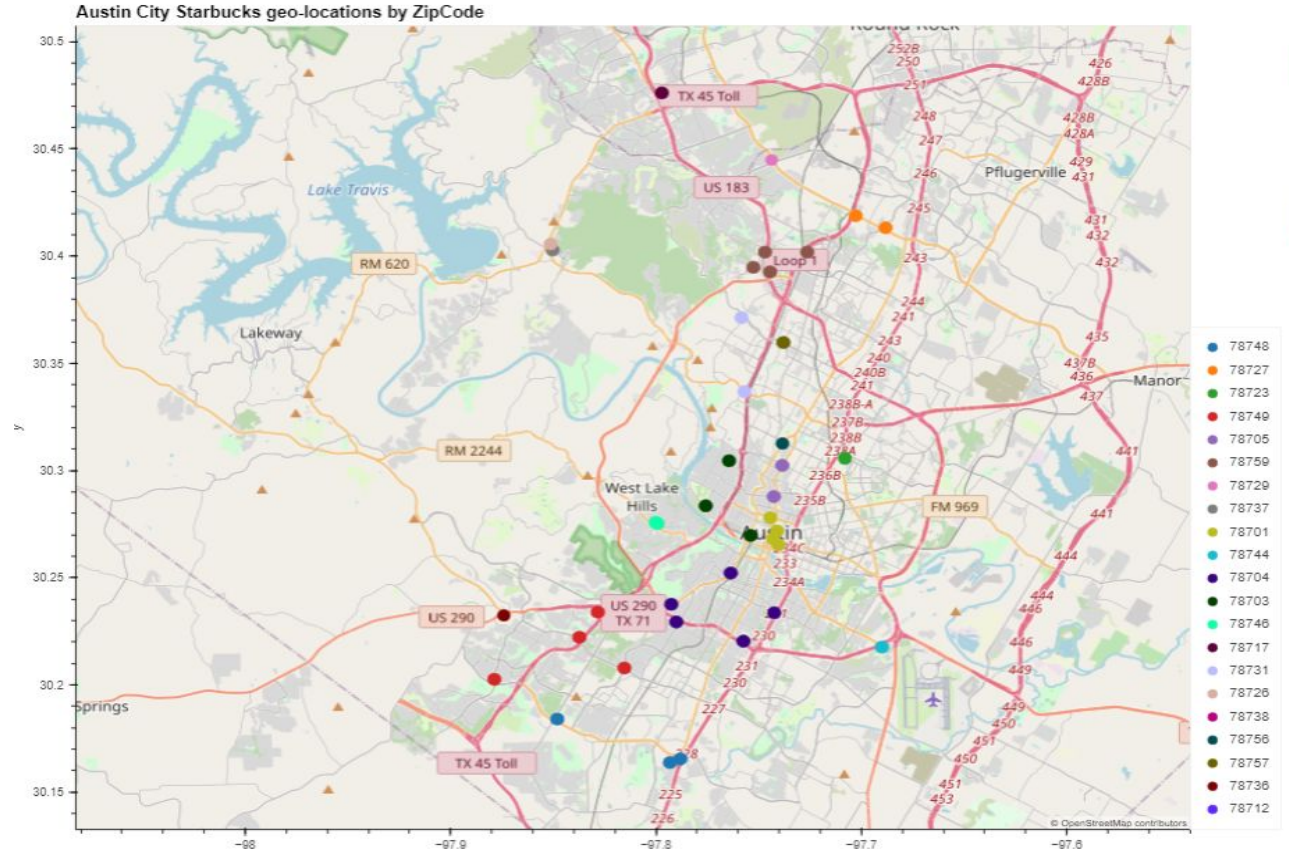 Austin City Starbucks geo-locations by ZipCode
Round Rock
30.5
252B
250
426
251
428B
TX 45 Toll
248
428B
428A
30.45
247
429
Pflugerville
246
431
US 183
Lake Travis
245
431
432
30.4
RM 620
Loop 1
243
432
244
241
Lakeway
435
243
30.35
240
437B
240B
436
Manor
241
437
238B-A
y
237B
238B
RM 2244
238A
441
30.3
236B
West Lake
Hills
235B
FM 969
441
Austin
234C
444
233
30.25
234A
444
US 290
TX 71
446
US 290
230
446
231
30.2
230
Springs
227
449
449
450
451
228
TX 45 Toll
450
30.15
225
451
453
226
© OpenStreetMap contributors
−98
−97.9
−97.8
−97.7
−97.6
78748
78727
78723
78749
78705
78759
78729
78737
78701
78744
78704
78703
78746
78717
78731
78726
78738
78756
78757
78736
78712